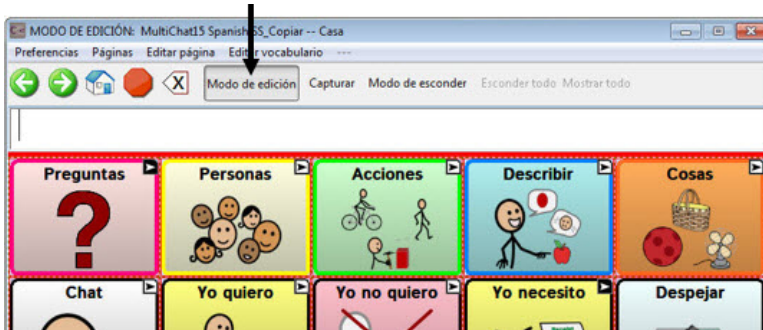 MODO DE EDICIÓN: MultiChat15 Spanish SS_Copiar -- Casa
Preferencias Páginas Editar página Editar vocabulario ---
X Modo de edición Capturar Modo de esconder Esconder todo Mostrar todo
Preguntas Personas Acciones Describir Cosas
?
Chat Yo quiero Yo no quiero Yo necesito Despejar